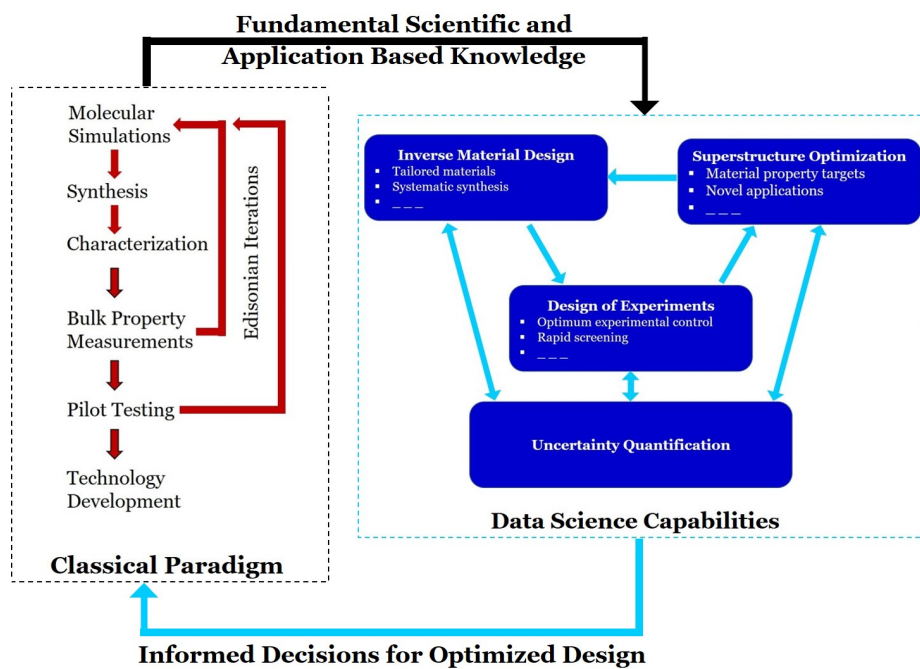 Fundamental Scientific and
Application Based Knowledge
Molecular
Simulations
Synthesis
Characterization
Bulk Property
Measurements
Pilot Testing
Technology
Development
Edisonian Iterations
Classical Paradigm
Inverse Material Design
▪ Tailored materials
▪ Systematic synthesis
▪ _ _ _
Superstructure Optimization
▪ Material property targets
▪ Novel applications
▪ _ _ _
Design of Experiments
▪ Optimum experimental control
▪ Rapid screening
▪ _ _ _
Uncertainty Quantification
Data Science Capabilities
Informed Decisions for Optimized Design